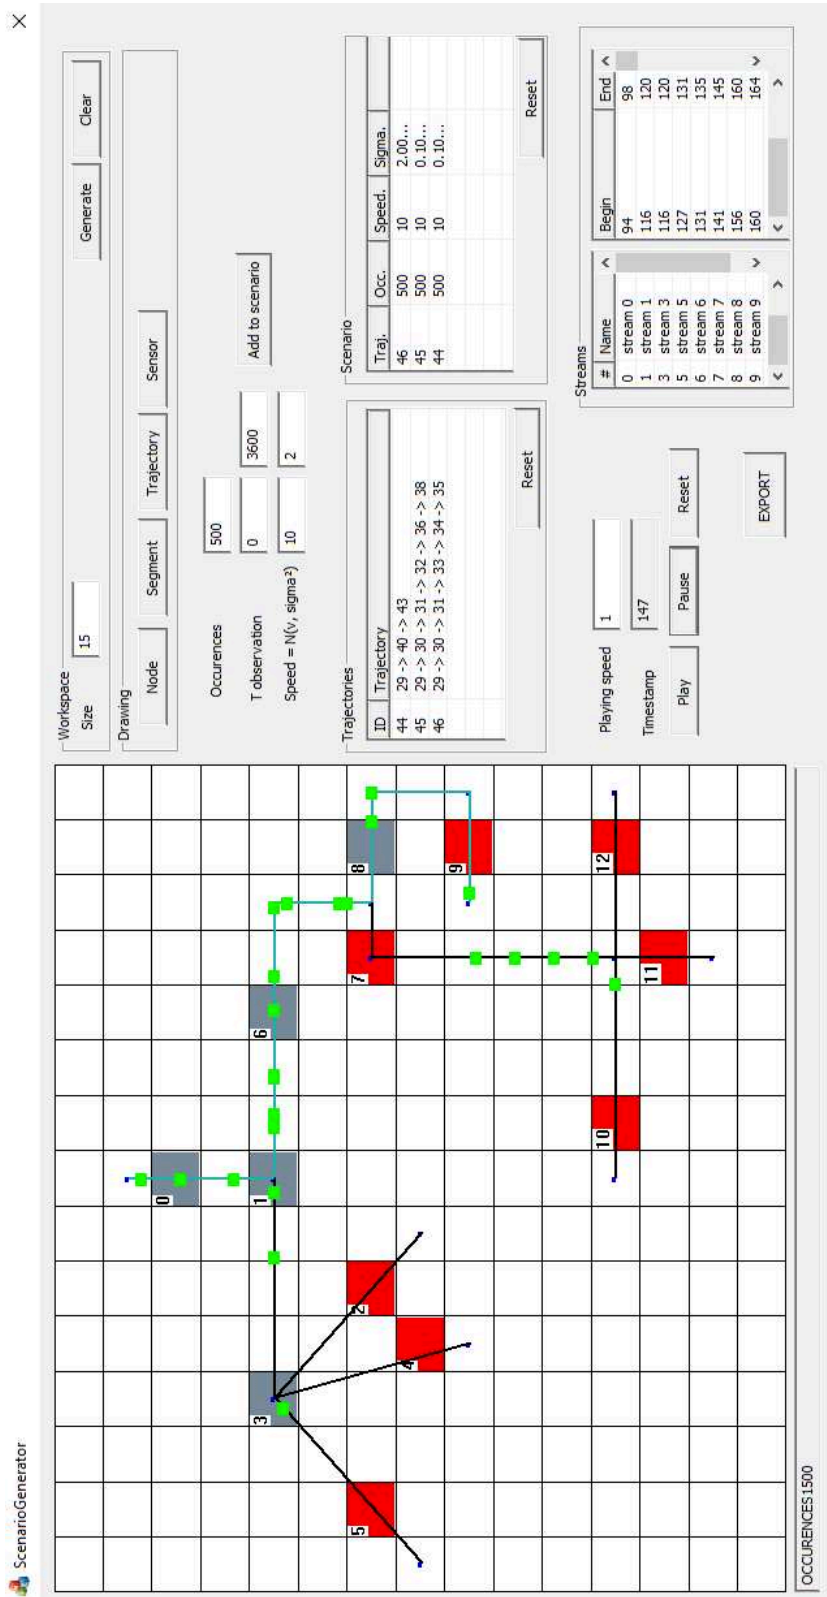 ScenarioGenerator
Workspace
Size
15
Generate
Clear
Drawing
Node
Segment
Trajectory
Sensor
Occurences
500
T observation
0
3600
Add to scenario
Speed = N(v, sigma²)
10
2
Trajectories
ID Trajectory
44 29 -> 40 -> 43
45 29 -> 30 -> 31 -> 32 -> 36 -> 38
46 29 -> 30 -> 31 -> 33 -> 34 -> 35
Reset
Scenario
Traj. Occ. Speed. Sigma.
46 500 10 2.00...
45 500 10 0.10...
44 500 10 0.10...
Reset
Playing speed
1
Timestamp
147
Play
Pause
Reset
EXPORT
Streams
# Name
0 stream 0
1 stream 1
3 stream 3
5 stream 5
6 stream 6
7 stream 7
8 stream 8
9 stream 9
Begin End
94 98
116 120
116 120
127 131
131 135
141 145
156 160
160 164
0
3
1
6
5
2
7
8
4
9
10
12
11
OCCURENCES1500